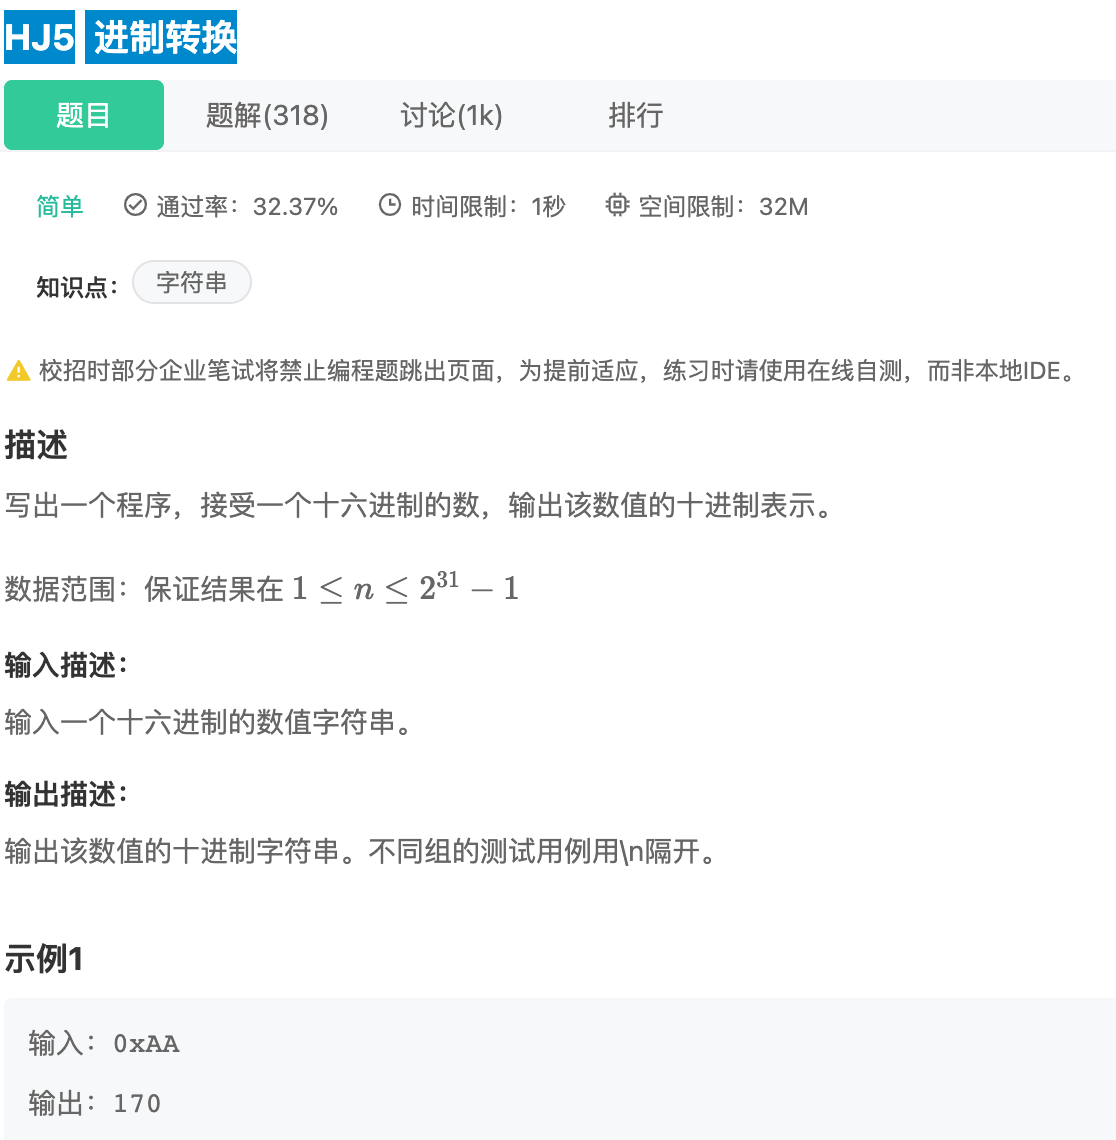 HJ5 进制转换
题目 题解(318) 讨论(1k) 排行
简单 通过率：32.37% 时间限制：1秒 空间限制：32M
知识点： 字符串
校招时部分企业笔试将禁止编程题跳出页面，为提前适应，练习时请使用在线自测，而非本地IDE。
描述
写出一个程序，接受一个十六进制的数，输出该数值的十进制表示。
数据范围：保证结果在 1 ≤ n ≤ 2³¹ − 1
输入描述：
输入一个十六进制的数值字符串。
输出描述：
输出该数值的十进制字符串。不同组的测试用例用\n隔开。
示例1
输入：0xAA
输出：170